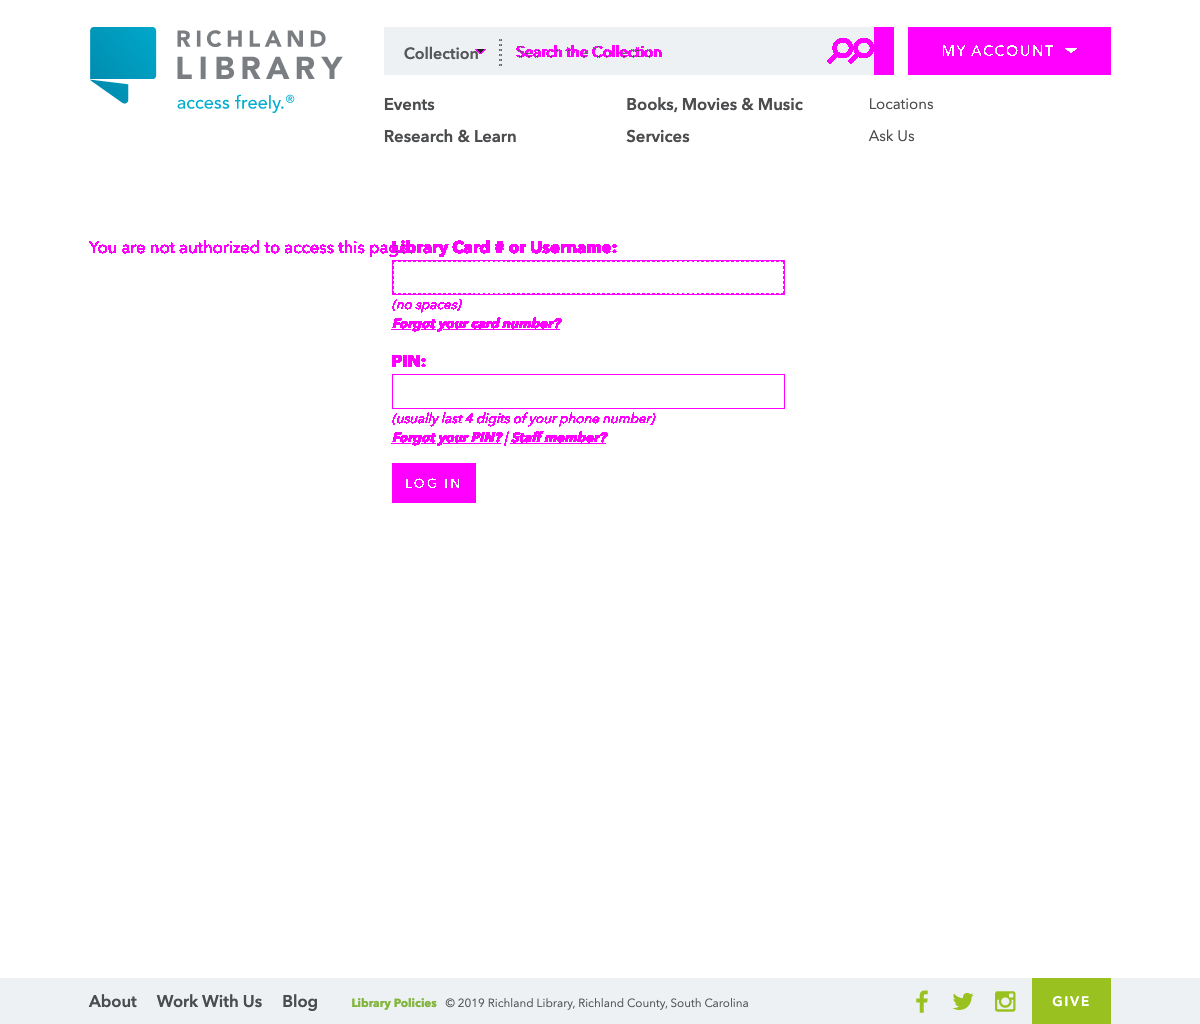 RICHLAND
LIBRARY
access freely.®
Collection
Search the Collection
MY ACCOUNT
Events
Books, Movies & Music
Locations
Research & Learn
Services
Ask Us
You are not authorized to access this page
Library Card # or Username:
(no spaces)
Forgot your card number?
PIN:
(usually last 4 digits of your phone number)
Forgot your PIN? | Staff member?
LOG IN
About Work With Us Blog Library Policies © 2019 Richland Library, Richland County, South Carolina GIVE